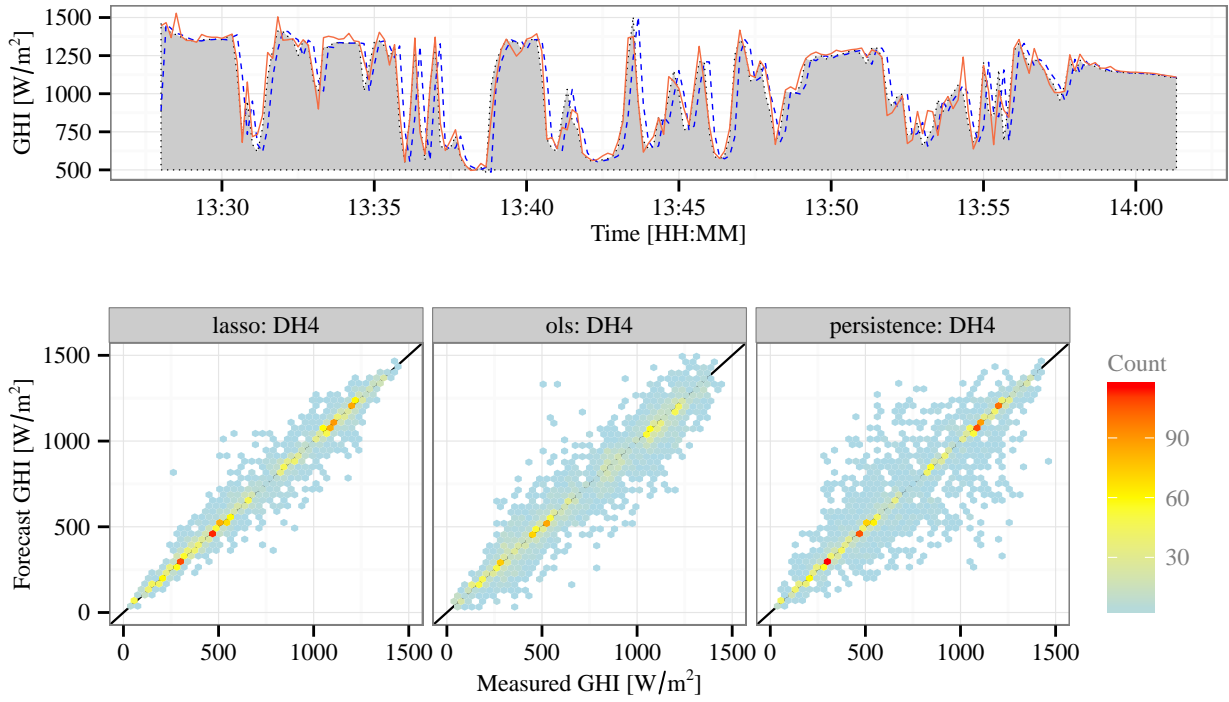 GHI [W/m²]
1500
1250
1000
750
500
13:30 13:35 13:40 13:45 13:50 13:55 14:00
Time [HH:MM]
lasso: DH4 ols: DH4 persistence: DH4
Forecast GHI [W/m²]
1500
1000
500
0
0 500 1000 1500 0 500 1000 1500 0 500 1000 1500
Measured GHI [W/m²]
Count
90
60
30